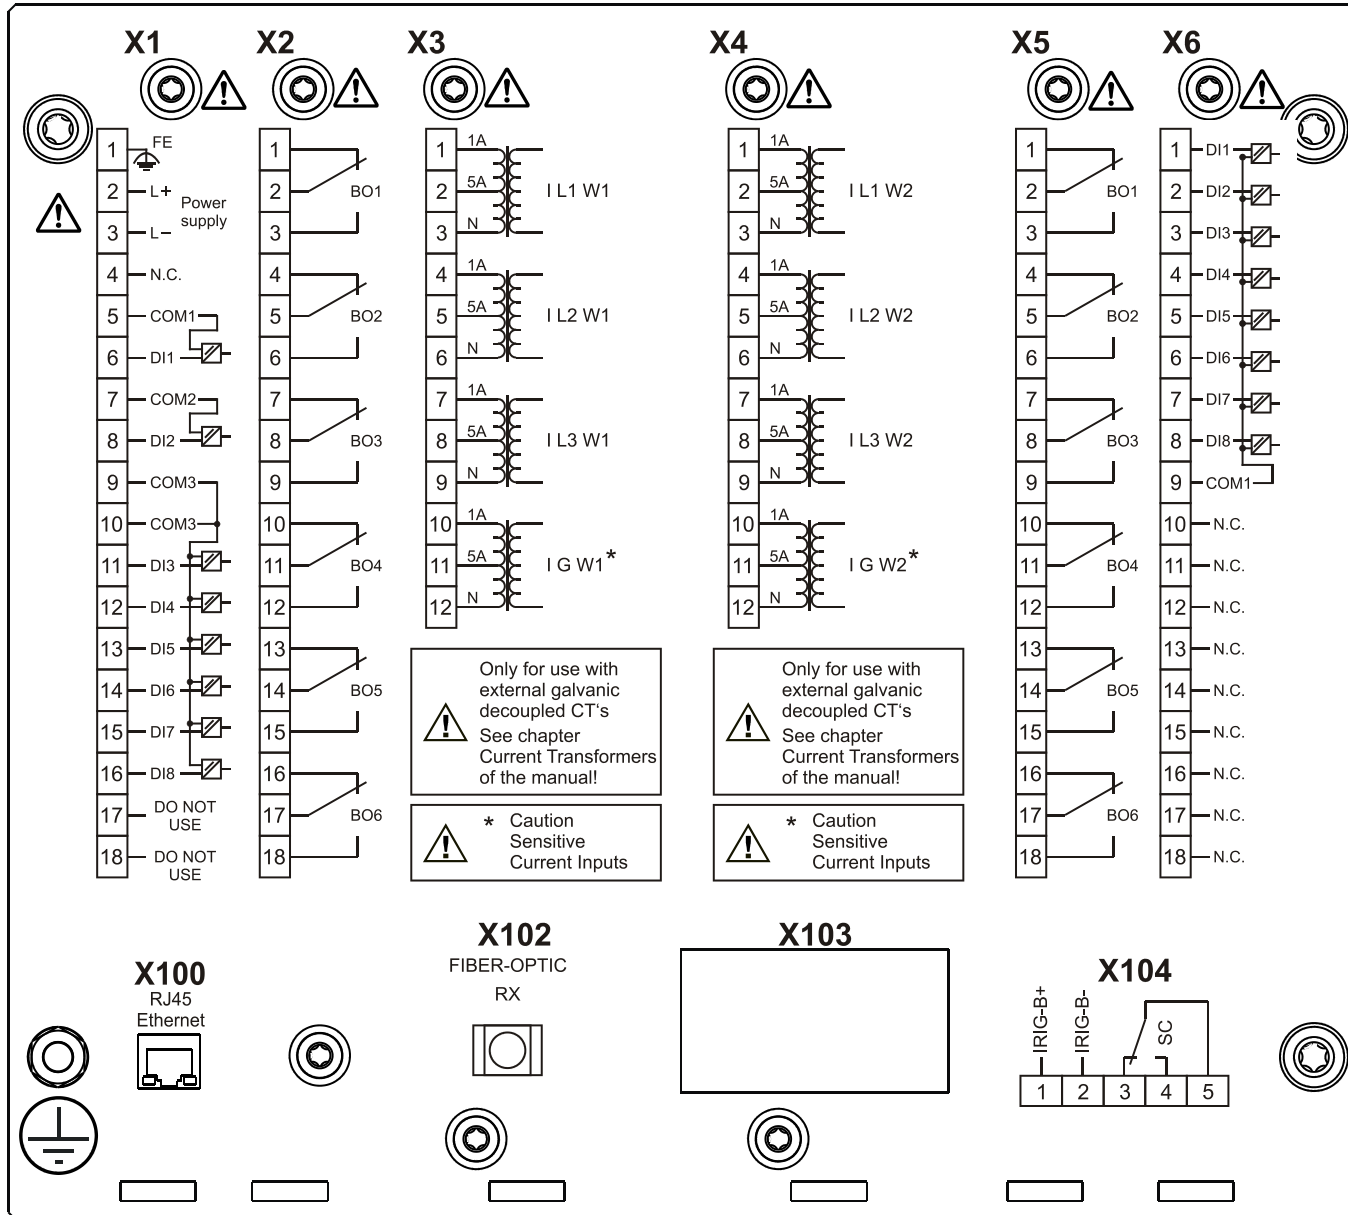 X1
X2
X3
X4
X5
X6
1 FE
2 L+
Power
supply
3 L–
4 N.C.
5 COM1
6 DI1
7 COM2
8 DI2
9 COM3
10 COM3
11 DI3
12 DI4
13 DI5
14 DI6
15 DI7
16 DI8
17 DO NOT
USE
18 DO NOT
USE
1
2 BO1
3
4
5 BO2
6
7
8 BO3
9
10
11 BO4
12
13
14 BO5
15
16
17 BO6
18
1 1A
2 5A I L1 W1
3 N
4 1A
5 5A I L2 W1
6 N
7 1A
8 5A I L3 W1
9 N
10 1A
11 5A I G W1*
12 N
Only for use with
external galvanic
decoupled CT‘s
See chapter
Current Transformers
of the manual!
* Caution
Sensitive
Current Inputs
1 1A
2 5A I L1 W2
3 N
4 1A
5 5A I L2 W2
6 N
7 1A
8 5A I L3 W2
9 N
10 1A
11 5A I G W2*
12 N
Only for use with
external galvanic
decoupled CT‘s
See chapter
Current Transformers
of the manual!
* Caution
Sensitive
Current Inputs
1
2 BO1
3
4
5 BO2
6
7
8 BO3
9
10
11 BO4
12
13
14 BO5
15
16
17 BO6
18
1 DI1
2 DI2
3 DI3
4 DI4
5 DI5
6 DI6
7 DI7
8 DI8
9 COM1
10 N.C.
11 N.C.
12 N.C.
13 N.C.
14 N.C.
15 N.C.
16 N.C.
17 N.C.
18 N.C.
X100
RJ45
Ethernet
X102
FIBER-OPTIC
RX
X103
X104
IRIG-B+
IRIG-B-
SC
1 2 3 4 5